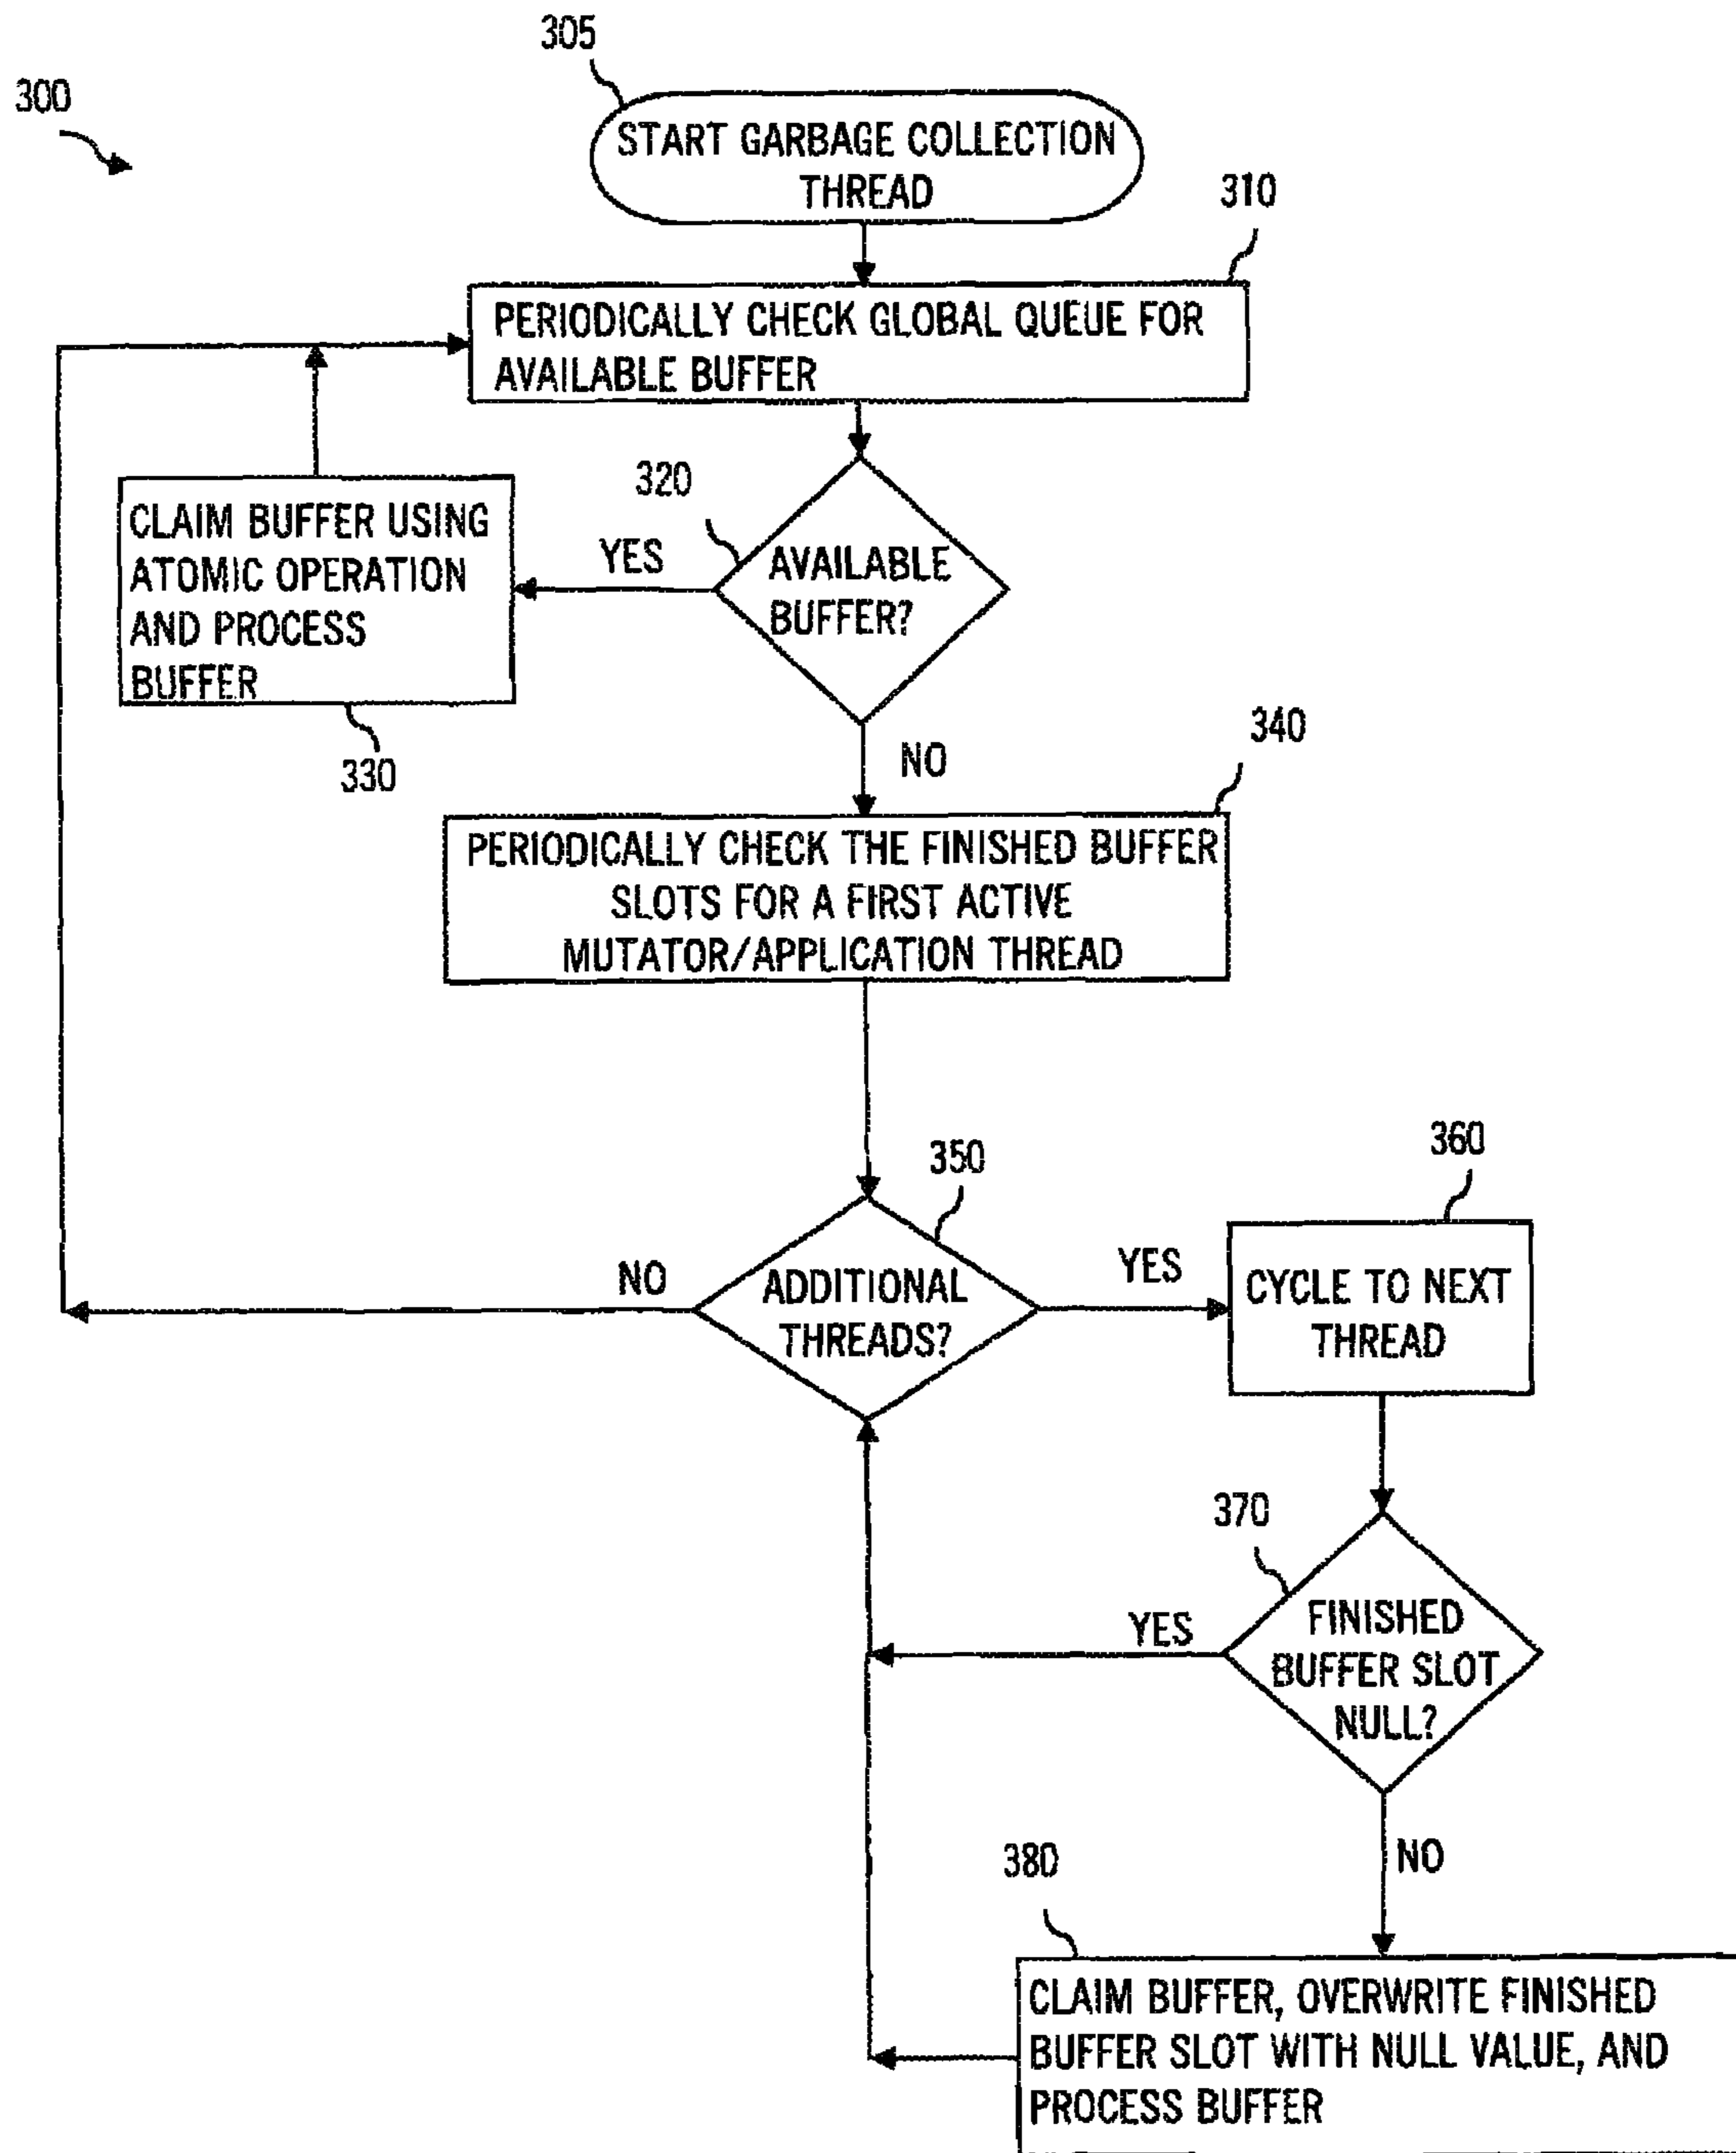 305
300
START GARBAGE COLLECTION
THREAD
310
PERIODICALLY CHECK GLOBAL QUEUE FOR
AVAILABLE BUFFER
320
CLAIM BUFFER USING
ATOMIC OPERATION
AND PROCESS
BUFFER
YES
AVAILABLE
BUFFER?
330
NO
340
PERIODICALLY CHECK THE FINISHED BUFFER
SLOTS FOR A FIRST ACTIVE
MUTATOR/APPLICATION THREAD
350
360
NO
ADDITIONAL
THREADS?
YES
CYCLE TO NEXT
THREAD
370
YES
FINISHED
BUFFER SLOT
NULL?
NO
380
CLAIM BUFFER, OVERWRITE FINISHED
BUFFER SLOT WITH NULL VALUE, AND
PROCESS BUFFER